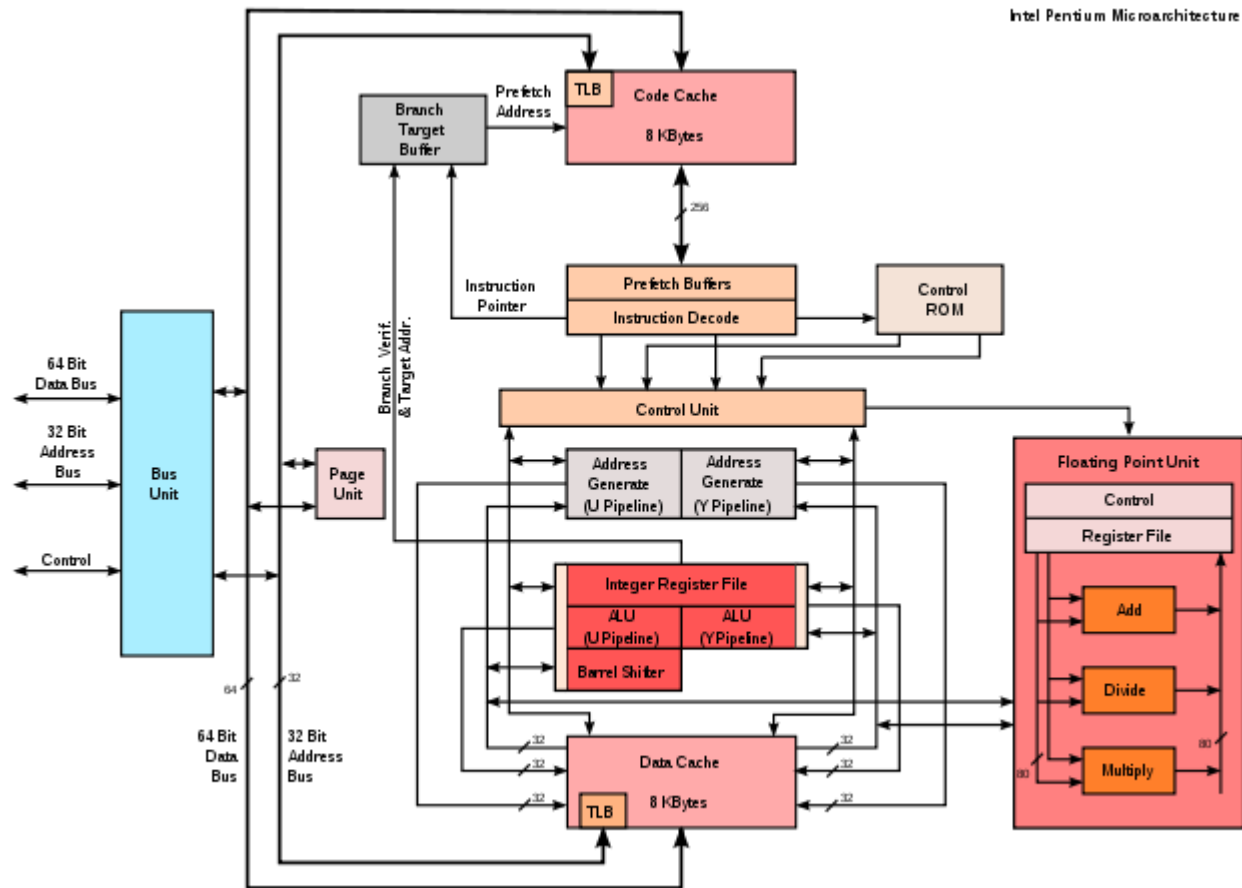 Intel Pentium Microarchitecture
TLB
Code Cache
8 KBytes
Prefetch
Address
Branch
Target
Buffer
256
Prefetch Buffers
Instruction Decode
Instruction
Pointer
Control
ROM
Branch Verif.
& Target Addr.
64 Bit
Data Bus
32 Bit
Address
Bus
Control
Bus
Unit
Page
Unit
Control Unit
Address
Generate
(U Pipeline)
Address
Generate
(Y Pipeline)
Integer Register File
ALU
(U Pipeline)
ALU
(Y Pipeline)
Barrel Shifter
Floating Point Unit
Control
Register File
Add
Divide
Multiply
80
80
64
32
64 Bit
Data
Bus
32 Bit
Address
Bus
32
32
32
32
32
32
Data Cache
8 KBytes
TLB